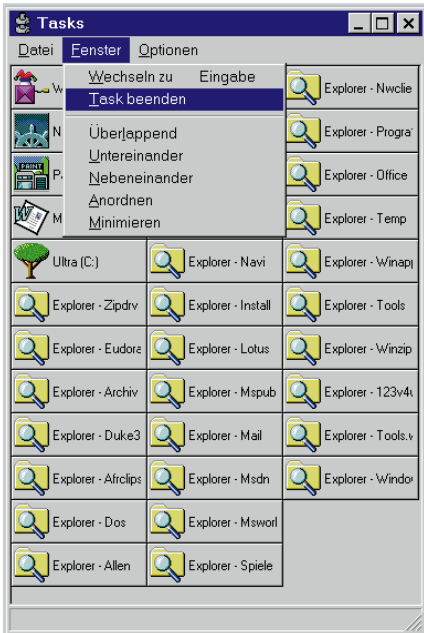 Tasks
Datei Fenster Optionen
Wechseln zu Eingabe
Task beenden
Überlappend
Untereinander
Nebeneinander
Anordnen
Minimieren
W
N
P
M
Explorer - Nwclie
Explorer - Progra
Explorer - Office
Explorer - Temp
Ultra (C:) Explorer - Navi Explorer - Winapp
Explorer - Zipdrv Explorer - Install Explorer - Tools
Explorer - Eudora Explorer - Lotus Explorer - Winzip
Explorer - Archiv Explorer - Mspub Explorer - 123v4
Explorer - Duke3 Explorer - Mail Explorer - Tools.
Explorer - Afrclips Explorer - Msdn Explorer - Windo
Explorer - Dos Explorer - Msworl
Explorer - Allen Explorer - Spiele
PAINT